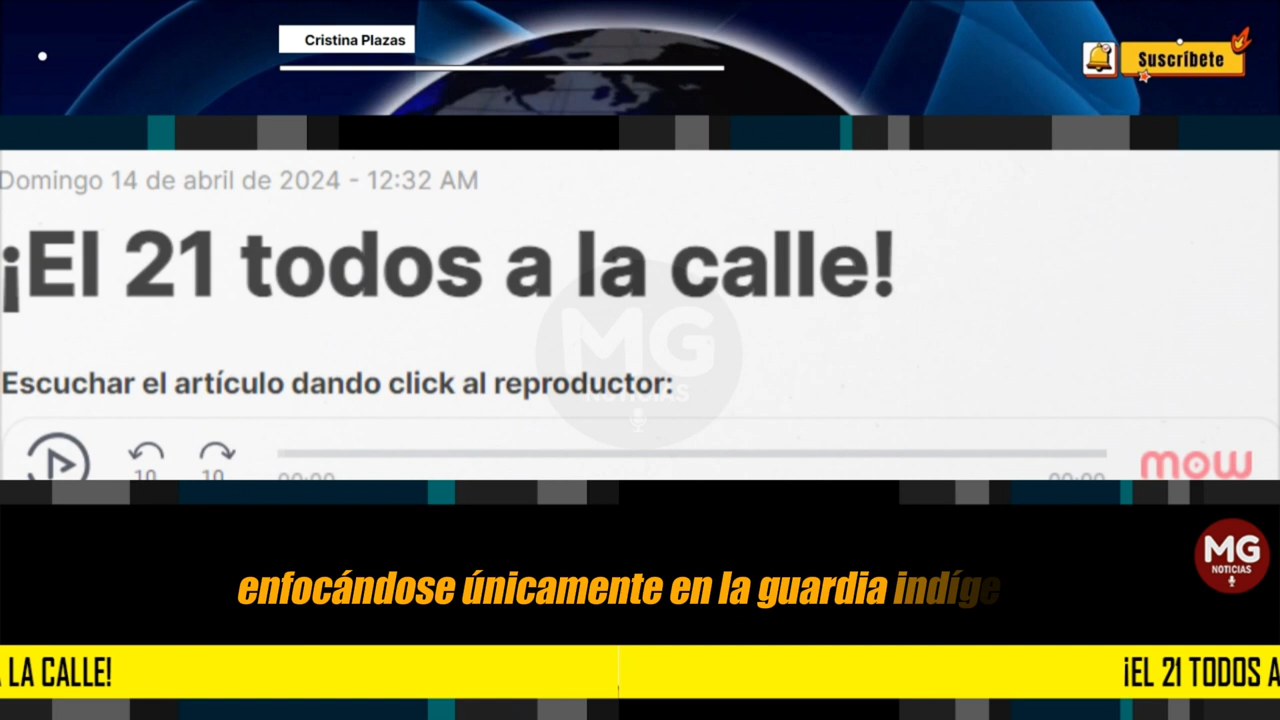 Cristina Plazas
Suscríbete
Domingo 14 de abril de 2024 - 12:32 AM
¡El 21 todos a la calle!
MG
NOTICIAS
Escuchar el artículo dando click al reproductor:
10 10
00:00 00:00
mow
MG
NOTICIAS
enfocándose únicamente en la guardia indíge
LA CALLE! ¡EL 21 TODOS A